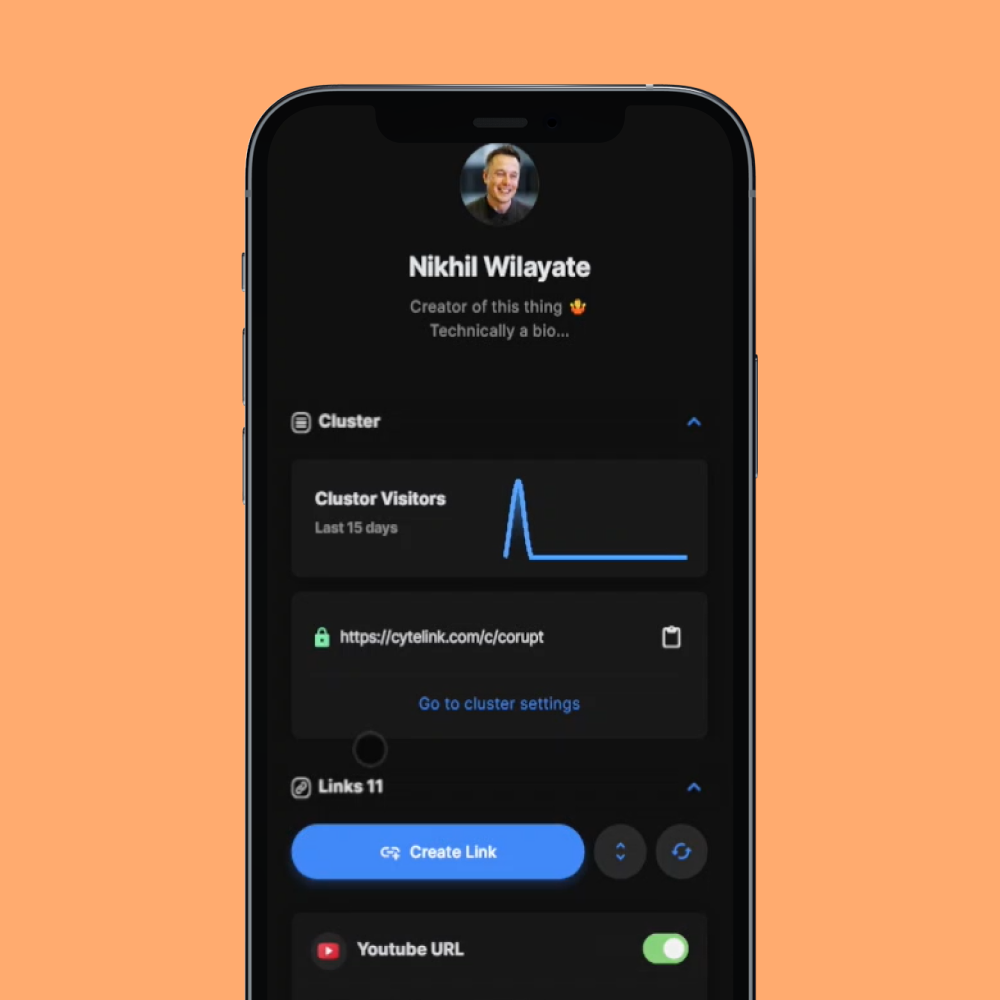 Nikhil Wilayate
Creator of this thing
Technically a bio...
Cluster
Clustor Visitors
Last 15 days
https://cytelink.com/c/corupt
Go to cluster settings
Links 11
Create Link
Youtube URL